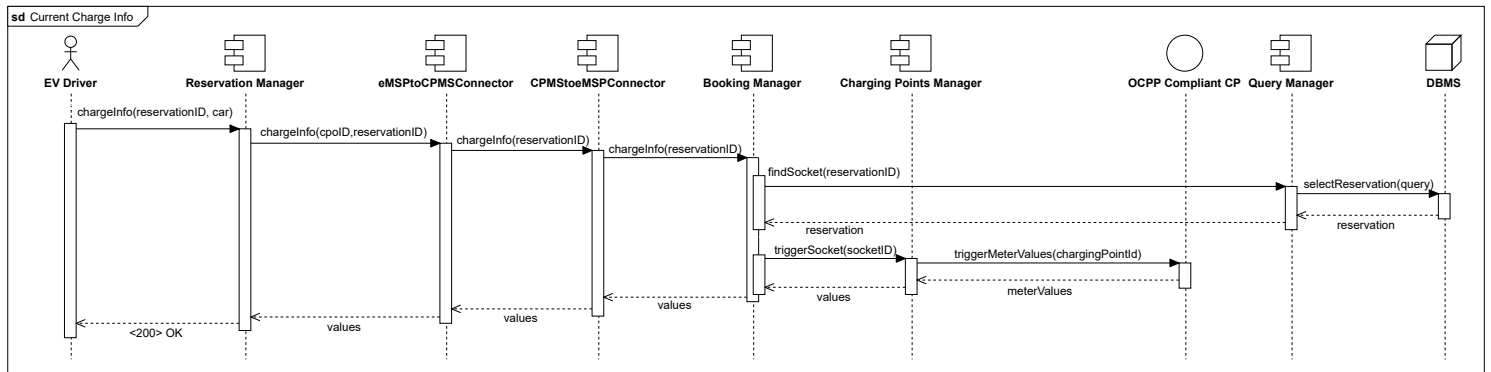 sd Current Charge Info
EV Driver
Reservation Manager
eMSPtoCPMSConnector
CPMStoeMSPConnector
Booking Manager
Charging Points Manager
OCPP Compliant CP
Query Manager
DBMS
chargeInfo(reservationID, car)
chargeInfo(cpoID,reservationID)
chargeInfo(reservationID)
chargeInfo(reservationID)
findSocket(reservationID)
selectReservation(query)
reservation
reservation
triggerSocket(socketID)
triggerMeterValues(chargingPointId)
meterValues
values
values
values
values
<200> OK